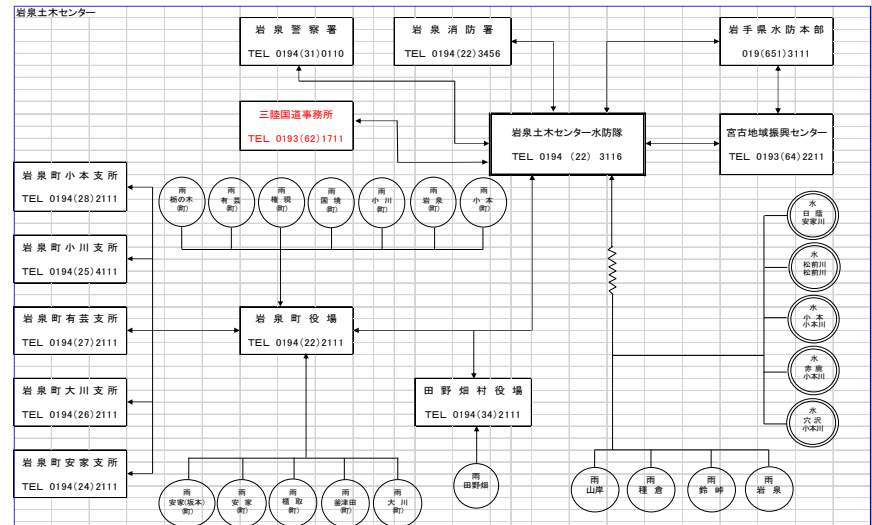 岩泉土木センター
岩泉警察署
TEL 0194(31)0110
岩泉消防署
TEL 0194(22)3456
岩手県水防本部
019(651)3111
三陸国道事務所
TEL 0193(62)1711
岩泉土木センター水防隊
TEL 0194 (22) 3116
宮古地域振興センター
TEL 0193(64)2211
岩泉町小本支所
TEL 0194(28)2111
岩泉町小川支所
TEL 0194(25)4111
岩泉町有芸支所
TEL 0194(27)2111
岩泉町大川支所
TEL 0194(26)2111
岩泉町安家支所
TEL 0194(24)2111
雨
栃の木
(町)
雨
有芸
(町)
雨
権現
(町)
雨
国境
(町)
雨
小川
(町)
雨
岩泉
(町)
雨
小本
(町)
水
日蔭
安家川
水
松前川
松前川
水
小本
小本川
水
赤鹿
小本川
水
穴沢
小本川
岩泉町役場
TEL 0194(22)2111
田野畑村役場
TEL 0194(34)2111
雨
安家(坂本)
(町)
雨
安家
(町)
雨
櫃取
(町)
雨
釜津田
(町)
雨
大川
(町)
雨
田野畑
雨
山岸
雨
穜倉
雨
鈴峠
雨
岩泉